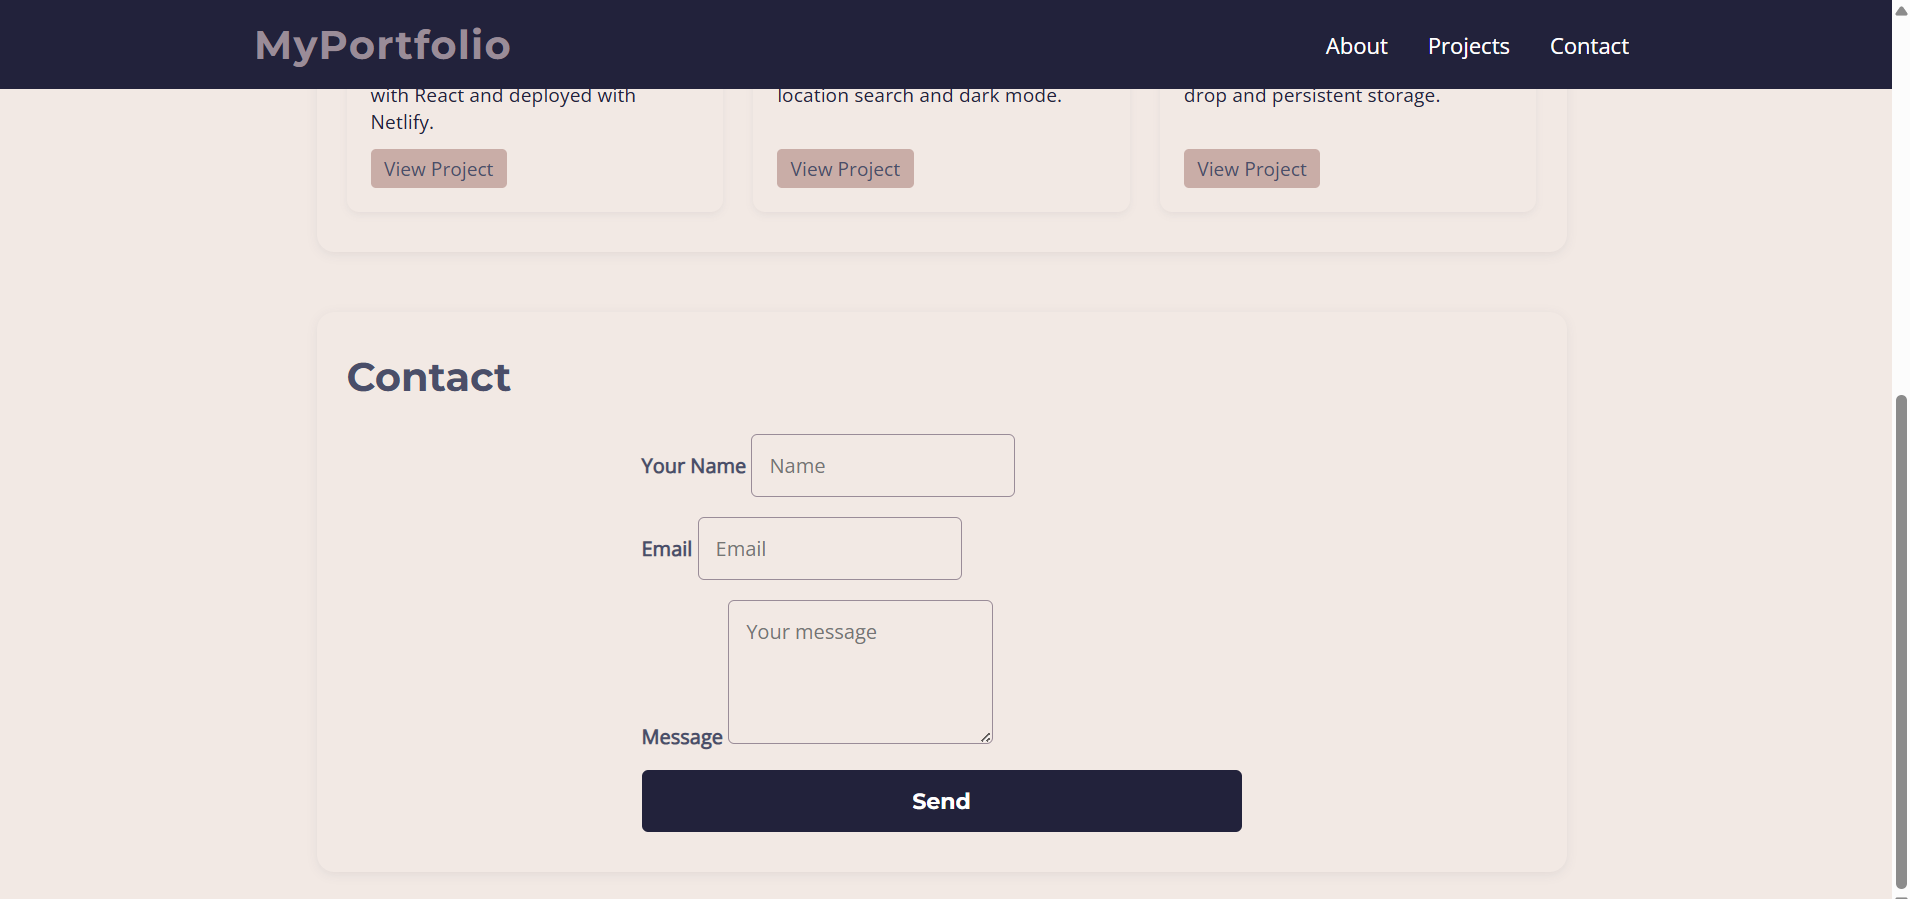 MyPortfolio
About Projects Contact
with React and deployed with
Netlify.
View Project
location search and dark mode.
View Project
drop and persistent storage.
View Project
Contact
Your Name Name
Email Email
Your message
Message
Send